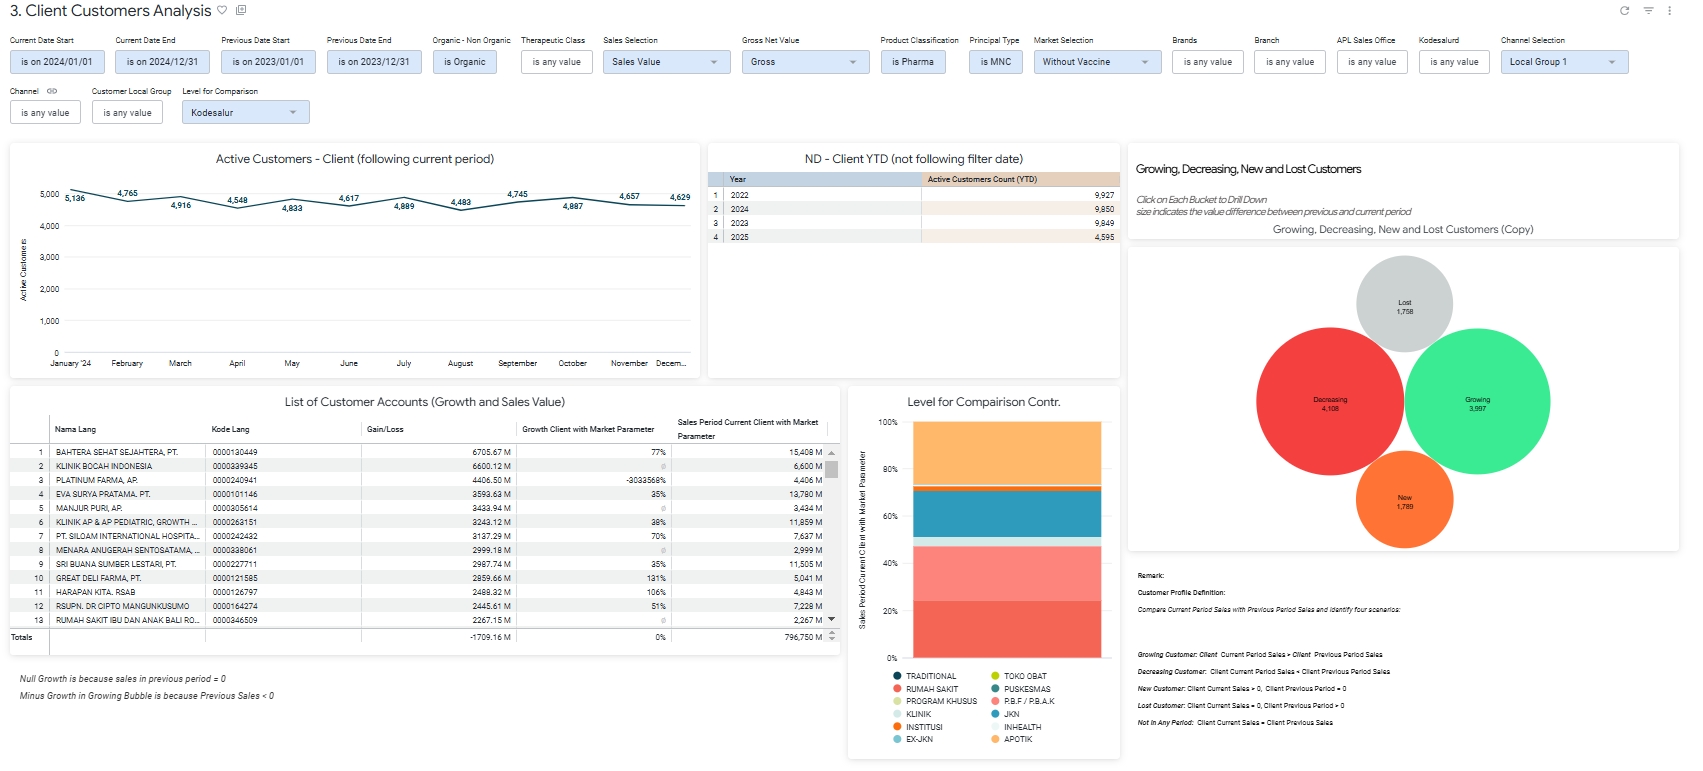 3. Client Customers Analysis
Current Date Start Current Date End Previous Date Start Previous Date End Organic - Non Organic Therapeutic Class Sales Selection Gross Net Value Product Classification Principal Type Market Selection Brands Branch APL Sales Office Kodesalurd Channel Selection
is on 2024/01/01 is on 2024/12/31 is on 2023/01/01 is on 2023/12/31 is Organic is any value Sales Value Gross is Pharma is MNC Without Vaccine is any value is any value is any value is any value Local Group 1
Channel Customer Local Group Level for Comparison
is any value is any value Kodesalur
Active Customers - Client (following current period)
Active Customers
5,000
4,000
3,000
2,000
1,000
0
5,136 4,765 4,916 4,548 4,833 4,617 4,889 4,483 4,745 4,887 4,657 4,629
January '24 February March April May June July August September October November Decem...
ND - Client YTD (not following filter date)
Year Active Customers Count (YTD)
1 2022 9,927
2 2024 9,850
3 2023 9,849
4 2025 4,595
Growing, Decreasing, New and Lost Customers
Click on Each Bucket to Drill Down
size indicates the value difference between previous and current period
Growing, Decreasing, New and Lost Customers (Copy)
Lost
1,758
Decreasing
4,108
Growing
3,997
New
1,789
List of Customer Accounts (Growth and Sales Value)
Nama Lang Kode Lang Gain/Loss Growth Client with Market Parameter Sales Period Current Client with Market Parameter
1 BAHTERA SEHAT SEJAHTERA, PT. 0000130449 6705.67 M 77% 15,408 M
2 KLINIK BOCAH INDONESIA 0000339345 6600.12 M ∅ 6,600 M
3 PLATINUM FARMA, AP. 0000240941 4406.50 M -3033568% 4,406 M
4 EVA SURYA PRATAMA. PT. 0000101146 3593.63 M 35% 13,780 M
5 MANJUR PURI, AP. 0000305614 3433.94 M ∅ 3,434 M
6 KLINIK AP & AP PEDIATRIC, GROWTH ... 0000263151 3243.12 M 38% 11,859 M
7 PT. SILOAM INTERNATIONAL HOSPITA... 0000242432 3137.29 M 70% 7,637 M
8 MENARA ANUGERAH SENTOSATAMA, ... 0000338061 2999.18 M ∅ 2,999 M
9 SRI BUANA SUMBER LESTARI, PT. 0000227711 2987.74 M 35% 11,505 M
10 GREAT DELI FARMA, PT. 0000121585 2859.66 M 131% 5,041 M
11 HARAPAN KITA. RSAB 0000126797 2488.32 M 106% 4,843 M
12 RSUPN. DR CIPTO MANGUNKUSUMO 0000164274 2445.61 M 51% 7,228 M
13 RUMAH SAKIT IBU DAN ANAK BALI RO... 0000346509 2267.15 M ∅ 2,267 M
Totals -1709.16 M 0% 796,750 M
Null Growth is because sales in previous period = 0
Minus Growth in Growing Bubble is because Previous Sales < 0
Level for Compairison Contr.
Sales Period Current Client with Market Parameter
100%
80%
60%
40%
20%
0%
TRADITIONAL TOKO OBAT
RUMAH SAKIT PUSKESMAS
PROGRAM KHUSUS P.B.F / P.B.A.K
KLINIK JKN
INSTITUSI INHEALTH
EX-JKN APOTIK
Remark:
Customer Profile Definition:
Compare Current Period Sales with Previous Period Sales and identify four scenarios:
Growing Customer: Client Current Period Sales > Client Previous Period Sales
Decreasing Customer: Client Current Period Sales < Client Previous Period Sales
New Customer: Client Current Sales > 0, Client Previous Period = 0
Lost Customer: Client Current Sales = 0, Client Previous Period > 0
Not In Any Period: Client Current Sales = Client Previous Sales